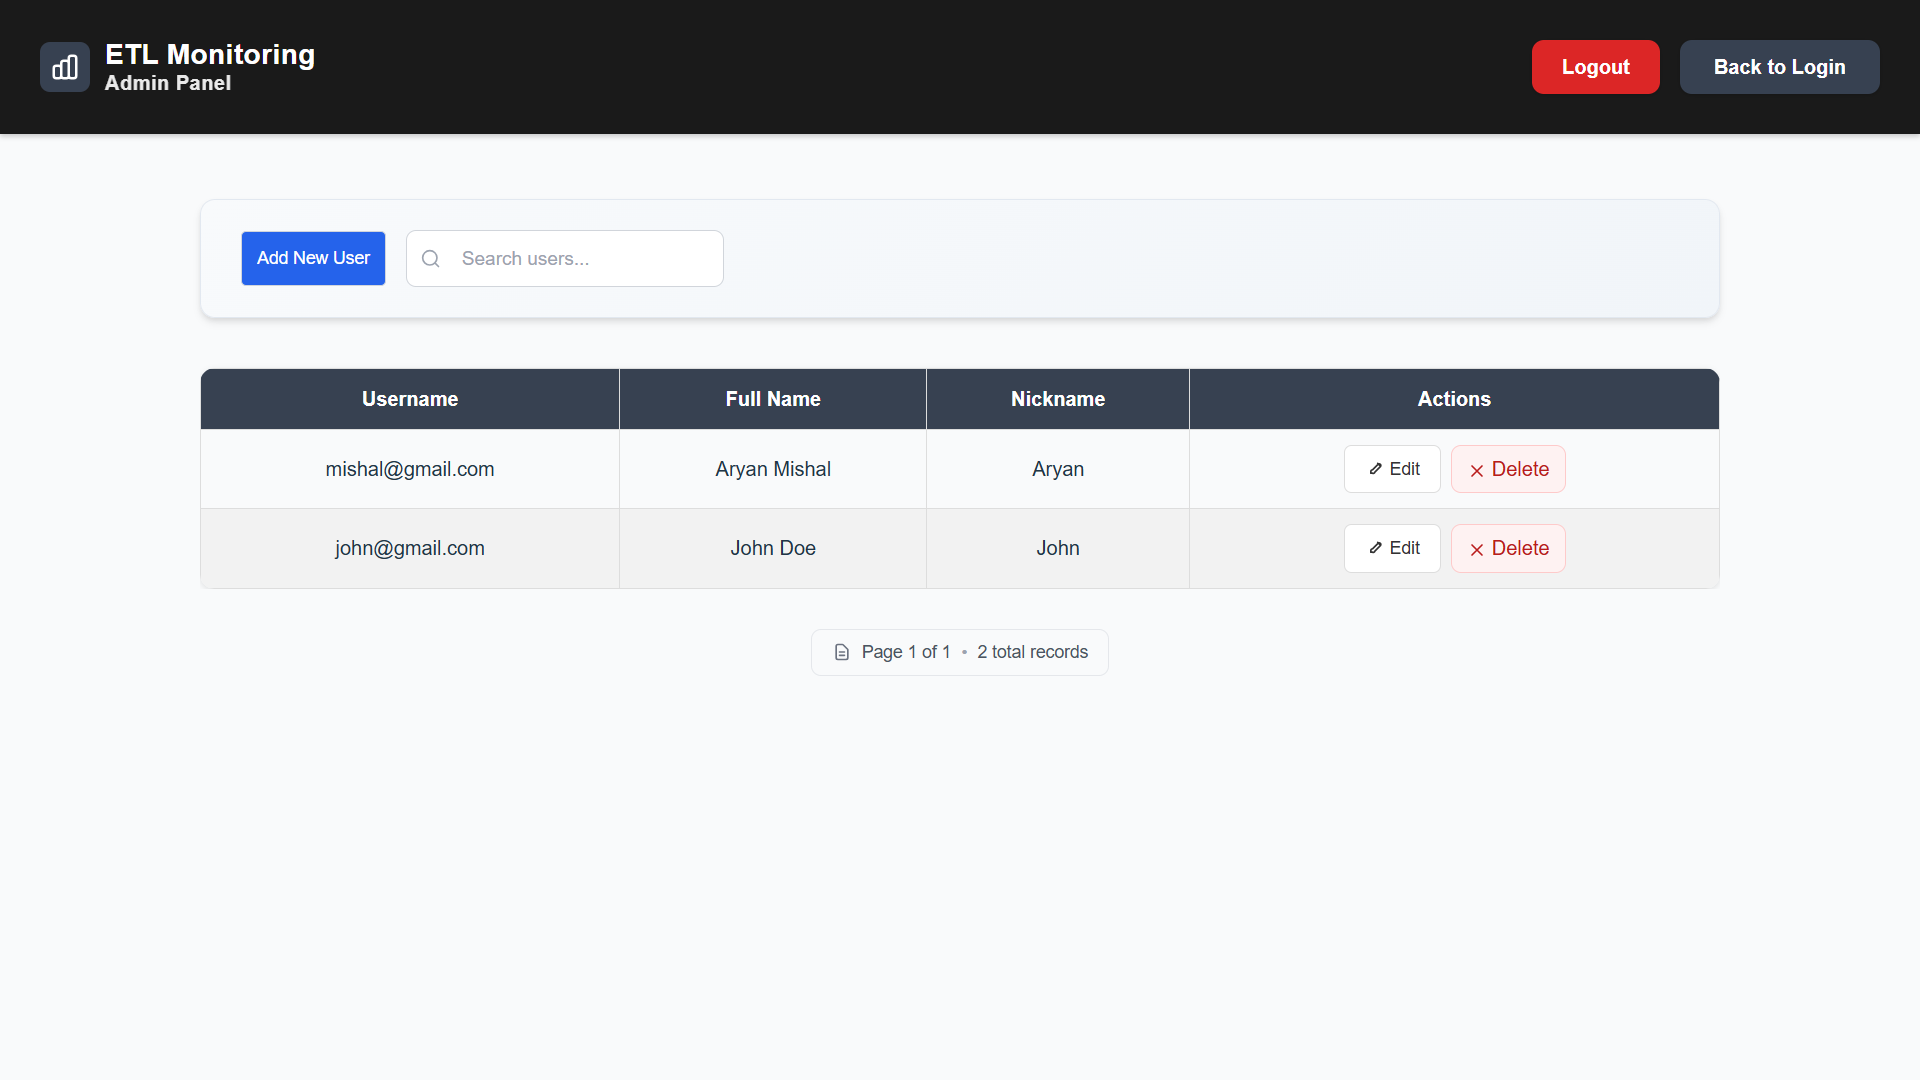 ETL Monitoring
Admin Panel
Logout
Back to Login
Add New User
Search users...
Username Full Name Nickname Actions
mishal@gmail.com Aryan Mishal Aryan Edit Delete
john@gmail.com John Doe John Edit Delete
Page 1 of 1 • 2 total records